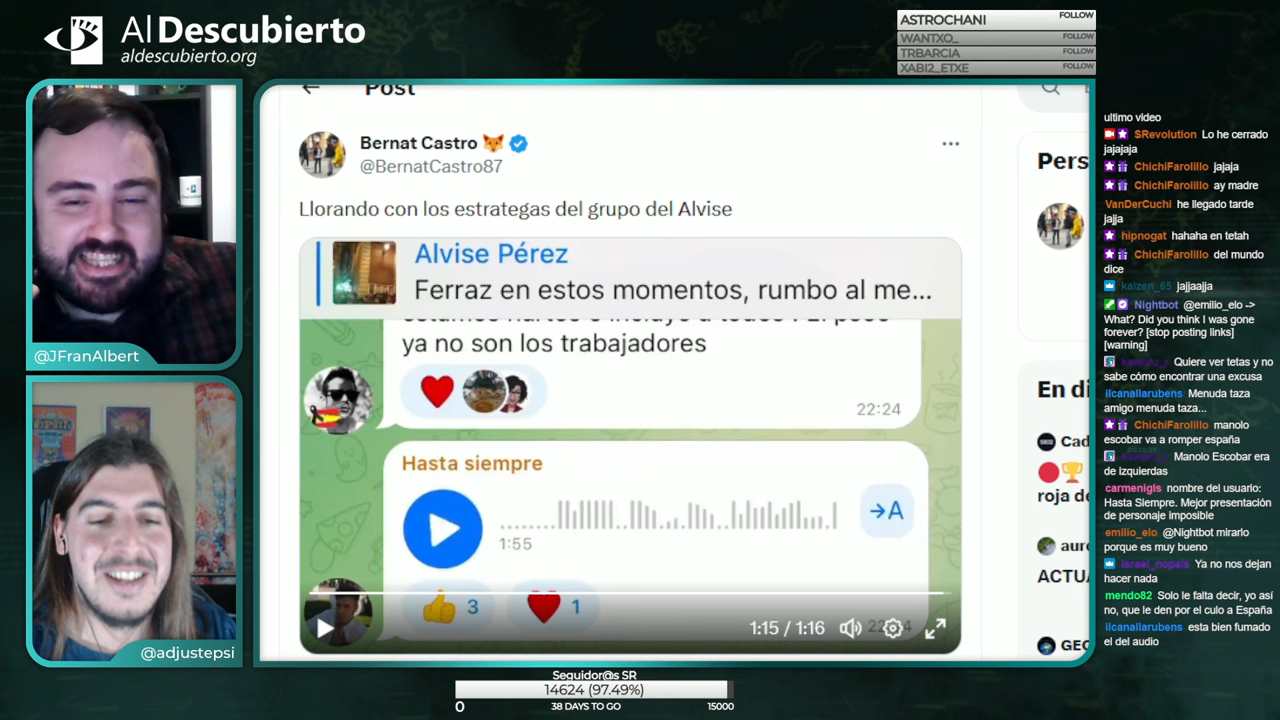 Al Descubierto
aldescubierto.org
ASTROCHANI FOLLOW
WANTXO_ FOLLOW
TRBARCIA FOLLOW
XABI2_ETXE FOLLOW
@JFranAlbert
@adjustepsi
Post
Bernat Castro
@BernatCastro87
Llorando con los estrategas del grupo del Alvise
Alvise Pérez
Ferraz en estos momentos, rumbo al me...
ya no son los trabajadores
22:24
Hasta siempre
1:55
→A
3
1
1:15 / 1:16
Pers
En di
Cad
roja de
aur
ACTUA
GEO
ultimo video
SRevolution Lo he cerrado
jajajaja
ChichiFarolillo jajaja
ChichiFarolillo ay madre
VanDerCuchi he llegado tarde
jajja
hipnogat hahaha en tetah
ChichiFarolillo del mundo
dice
kaizen_65 jajjaajja
Nightbot @emilio_elo ->
What? Did you think I was gone
forever? [stop posting links]
[warning]
Quiere ver tetas y no
sabe cómo encontrar una excusa
ilcanallarubens Menuda taza
amigo menuda taza...
ChichiFarolillo manolo
escobar va a romper españa
Manolo Escobar era
de izquierdas
carmenigls nombre del usuario:
Hasta Siempre. Mejor presentación
de personaje imposible
emilio_elo @Nightbot mirarlo
porque es muy bueno
israel_nopals Ya no nos dejan
hacer nada
mendo82 Solo le falta decir, yo así
no, que le den por el culo a España
ilcanallarubens esta bien fumado
el del audio
Seguidor@s SR
14624 (97.49%)
0 38 DAYS TO GO 15000